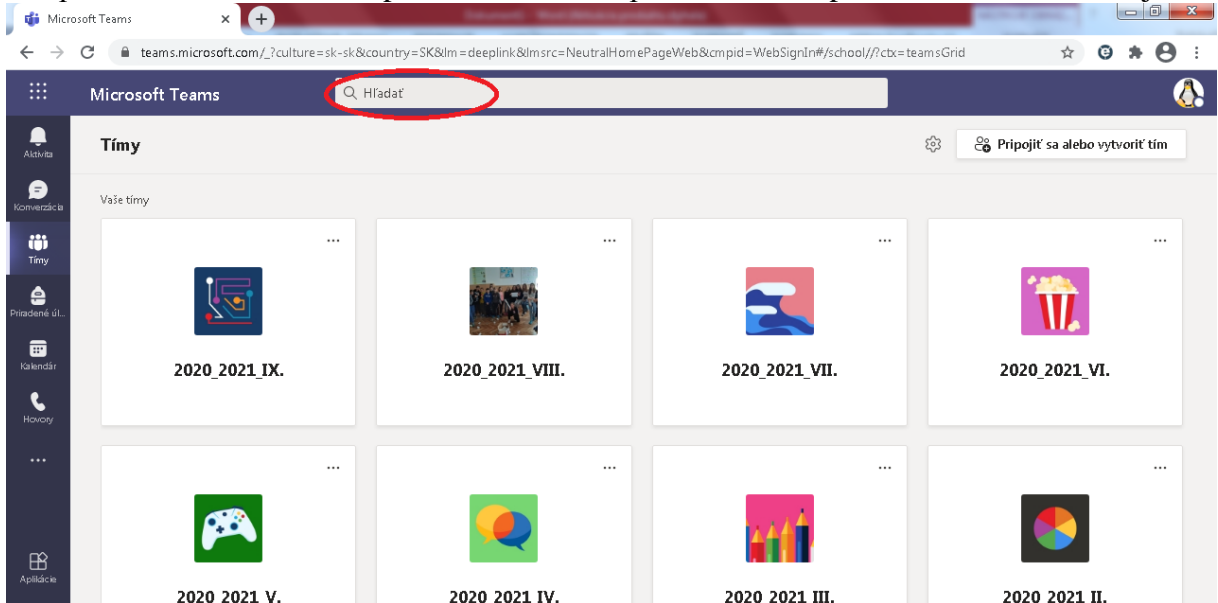 Microsoft Teams
teams.microsoft.com/_?culture=sk-sk&country=SK&lm=deeplink&lmsrc=NeutralHomePageWeb&cmpid=WebSignIn#/school//?ctx=teamsGrid
Microsoft Teams
Hľadať
Aktivita
Konverzácia
Tímy
Priradené úl...
Kalendár
Hovory
Aplikácie
Tímy
Pripojiť sa alebo vytvoriť tím
Vaše tímy
2020_2021_IX.
2020_2021_VIII.
2020_2021_VII.
2020_2021_VI.
2020_2021_V.
2020_2021_IV.
2020_2021_III.
2020_2021_II.